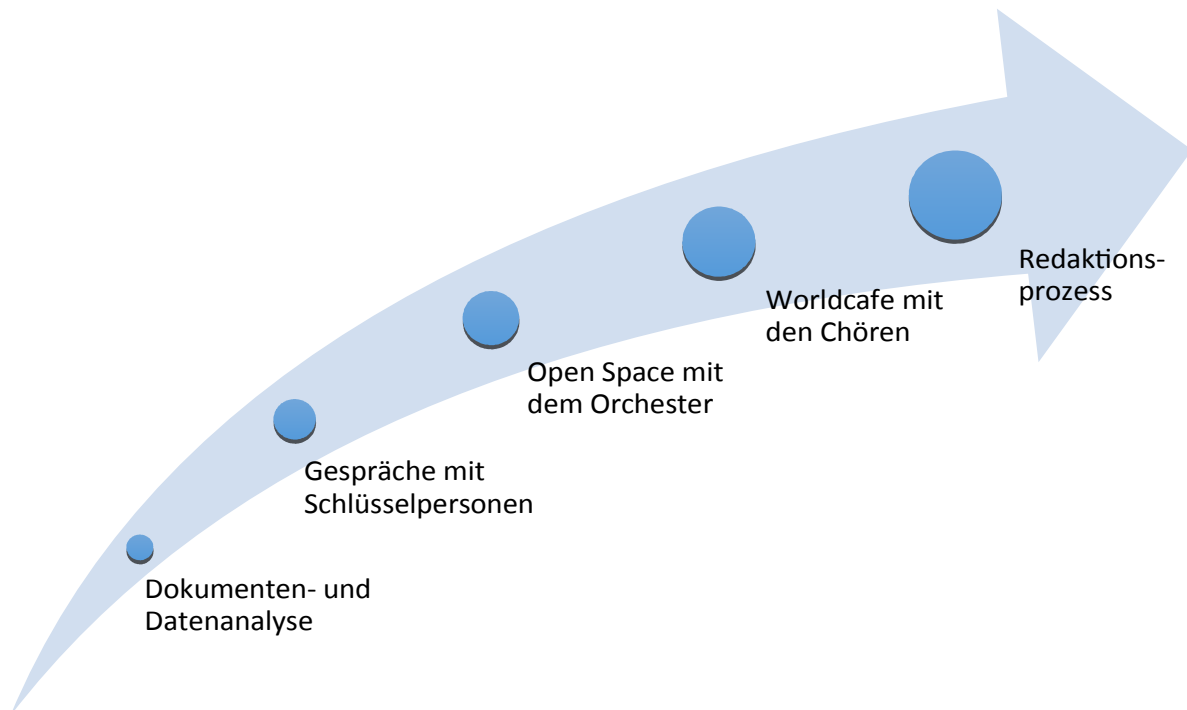 Redaktions-
prozess
Worldcafe mit
den Chören
Open Space mit
dem Orchester
Gespräche mit
Schlüsselpersonen
Dokumenten- und
Datenanalyse